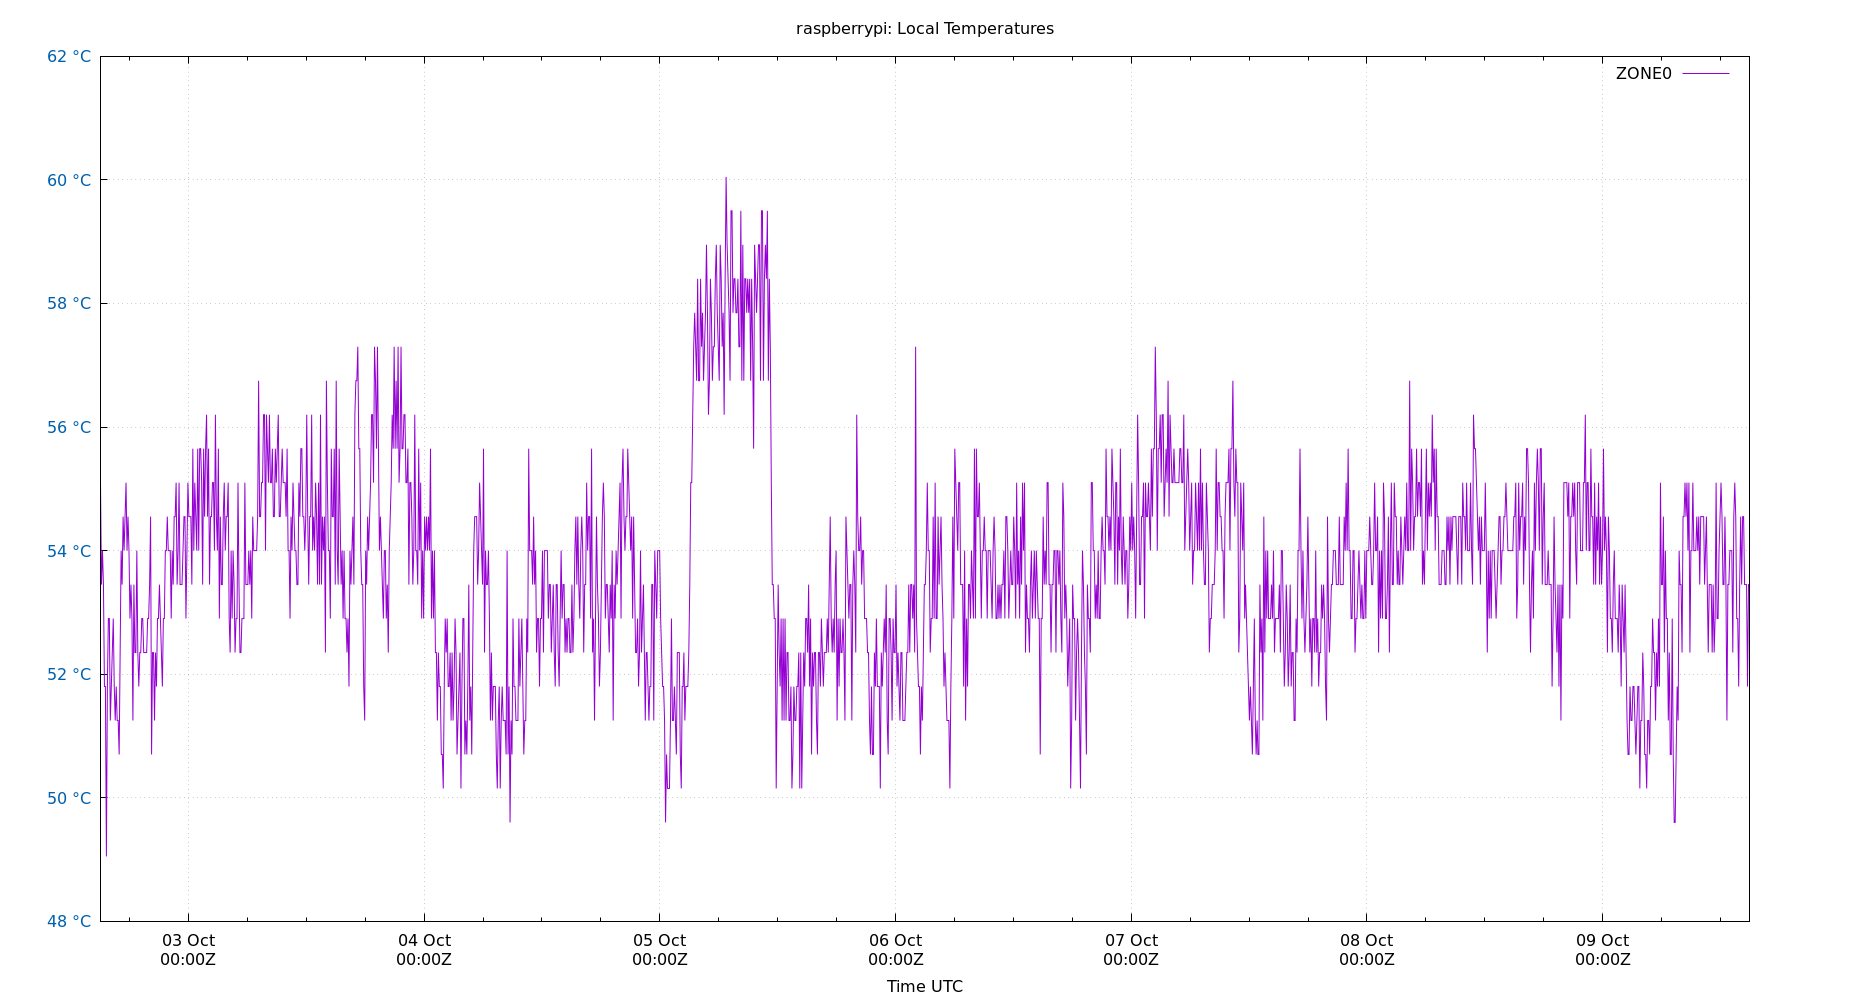 raspberrypi: Local Temperatures
62 °C
ZONE0
60 °C
58 °C
56 °C
54 °C
52 °C
50 °C
48 °C
03 Oct 04 Oct 05 Oct 06 Oct 07 Oct 08 Oct 09 Oct
00:00Z 00:00Z 00:00Z 00:00Z 00:00Z 00:00Z 00:00Z
Time UTC